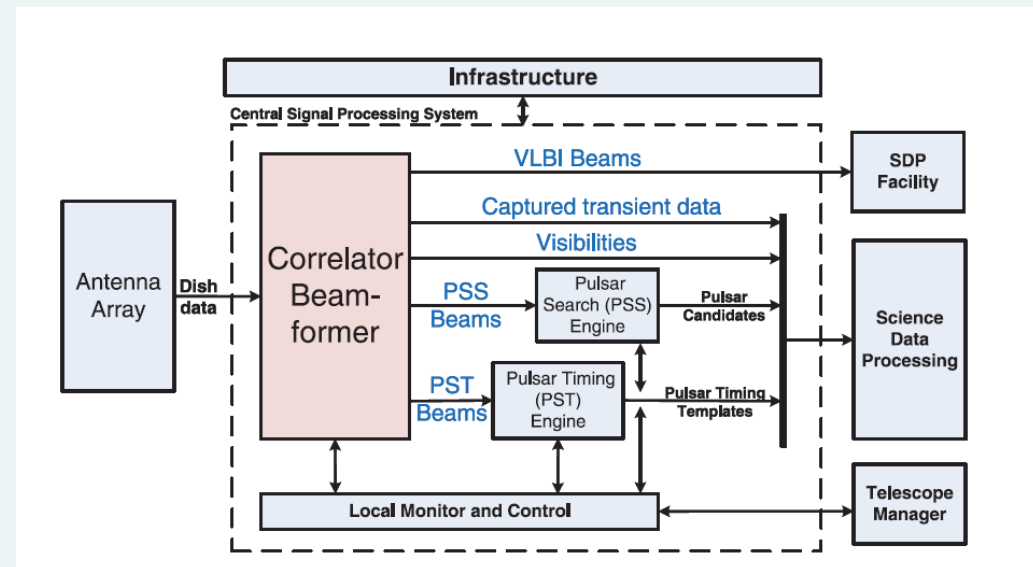 Infrastructure
Central Signal Processing System
VLBI Beams
SDP
Facility
Captured transient data
Visibilities
Antenna
Array
Dish
data
Correlator
Beam-
former
PSS
Beams
Pulsar
Search (PSS)
Engine
Pulsar
Candidates
Science
Data
Processing
PST
Beams
Pulsar Timing
(PST)
Engine
Pulsar Timing
Templates
Local Monitor and Control
Telescope
Manager